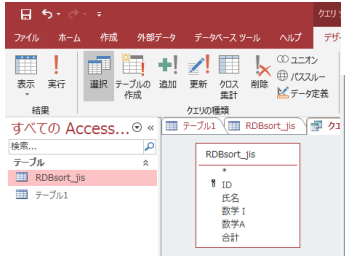 クエリツ
ファイル ホーム 作成 外部データ データベース ツール ヘルプ デザ
表示 実行 選択 テーブルの作成 追加 更新 クロス集計 削除 ユニオン パススルー データ定義
結果 クエリの種類
すべての Access... «
検索...
テーブル
RDBsort_jis
テーブル1
テーブル1 RDBsort_jis クエ
RDBsort_jis
*
ID
氏名
数学Ⅰ
数学A
合計